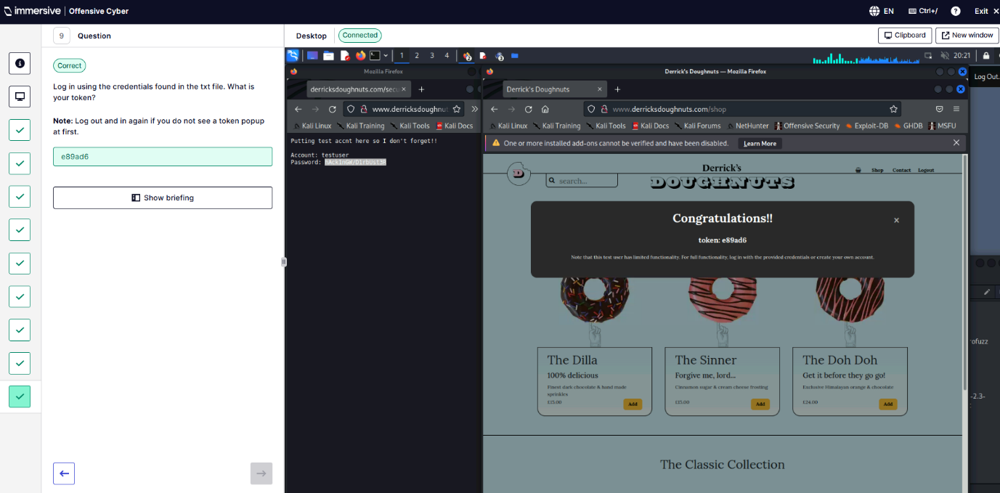 immersive | Offensive Cyber
EN
Ctrl+/
?
Exit
9
Question
Desktop
Connected
Clipboard
New window
Correct
Log in using the credentials found in the txt file. What is
your token?
Note: Log out and in again if you do not see a token popup
at first.
e89ad6
Show briefing
1
2
3
4
2
3
20:21
Mozilla Firefox
derricksdoughnuts.com/secu
www.derricksdoughnut
Kali Linux
Kali Training
Kali Tools
Kali Docs
Putting test accnt here so I don't forget!!
Account: testuser
Password: hAck1nGW/D1rbUst3R
Derrick's Doughnuts — Mozilla Firefox
Derrick's Doughnuts
www.derricksdoughnuts.com/shop
Kali Linux
Kali Training
Kali Tools
Kali Docs
Kali Forums
NetHunter
Offensive Security
Exploit-DB
GHDB
MSFU
One or more installed add-ons cannot be verified and have been disabled.
Learn More
D
search...
Derrick's
DOUGHNUTS
Shop
Contact
Logout
Congratulations!!
token: e89ad6
Note that this test user has limited functionality. For full functionality, log in with the provided credentials or create your own account.
The Dilla
100% delicious
Finest dark chocolate & hand made
sprinkles
£15.00
Add
The Sinner
Forgive me, lord...
Cinnamon sugar & cream cheese frosting
£15.00
Add
The Doh Doh
Get it before they go go!
Exclusive Himalayan orange & chocolate
£24.00
Add
The Classic Collection
Log Out.
ofuzz
-2.3-